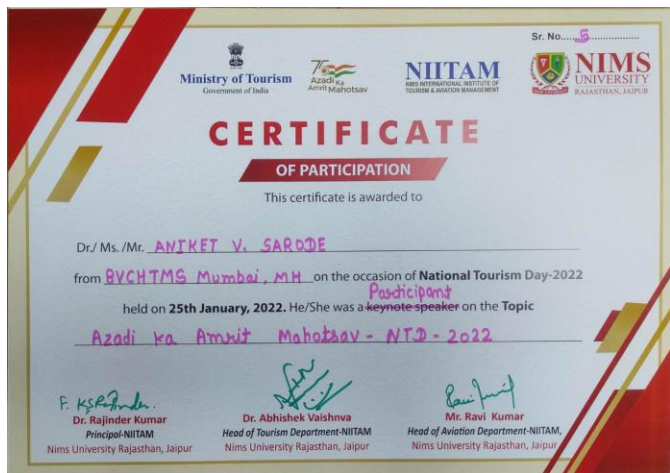 Sr. No.....5...............
Ministry of Tourism
Government of India
75
Azadi Ka
Amrit Mahotsav
NIITAM
NIMS INTERNATIONAL INSTITUTE OF
TOURISM & AVIATION MANAGEMENT
NIMS
UNIVERSITY
RAJASTHAN, JAIPUR
CERTIFICATE
OF PARTICIPATION
This certificate is awarded to
Dr./ Ms. /Mr. ANIKET V. SARODE
from BVCHTMS Mumbai, MH on the occasion of National Tourism Day-2022
Participant
held on 25th January, 2022. He/She was a keynote speaker on the Topic
Azadi ka Amrit Mahotsav - NTD - 2022
Dr. Rajinder Kumar
Principal-NIITAM
Nims University Rajasthan, Jaipur
Dr. Abhishek Vaishnva
Head of Tourism Department-NIITAM
Nims University Rajasthan, Jaipur
Mr. Ravi Kumar
Head of Aviation Department-NIITAM,
Nims University Rajasthan, Jaipur